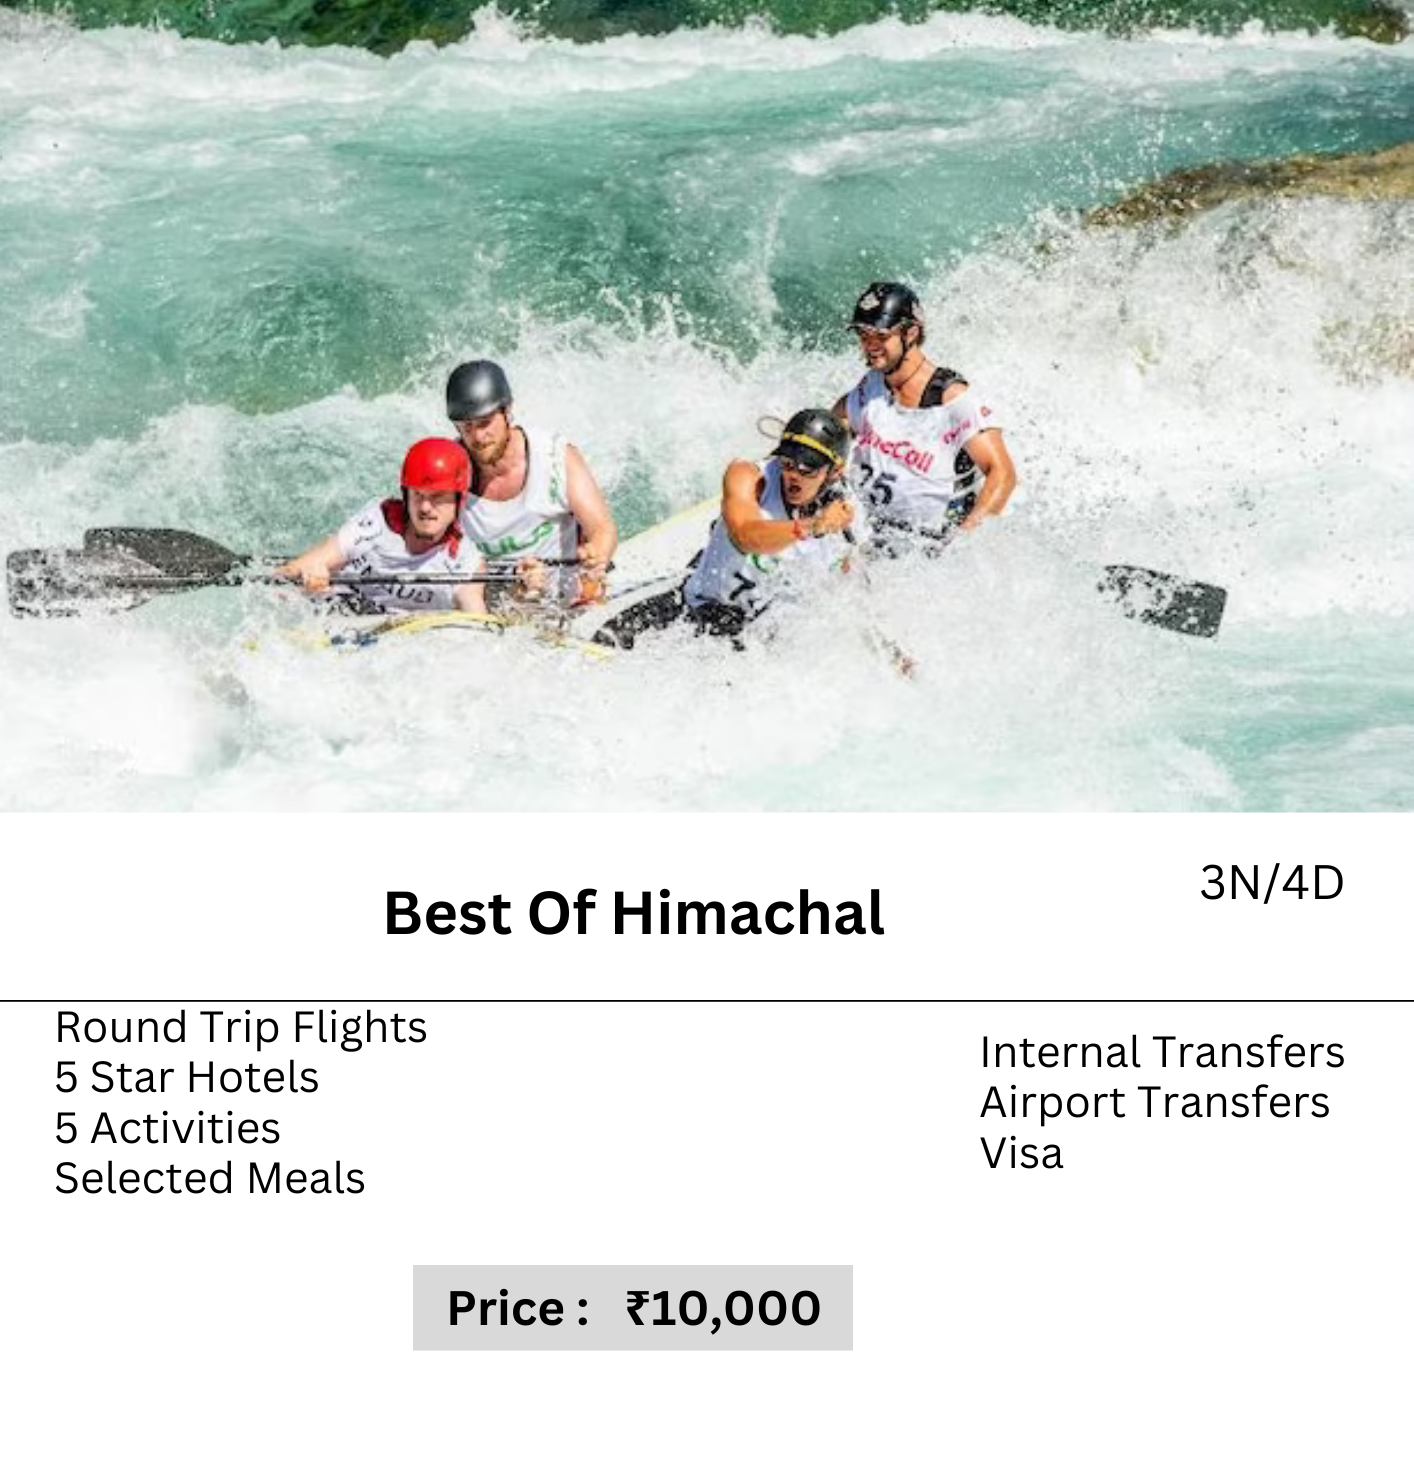 25
Best Of Himachal
3N/4D
Round Trip Flights
5 Star Hotels
5 Activities
Selected Meals
Internal Transfers
Airport Transfers
Visa
Price : ₹10,000